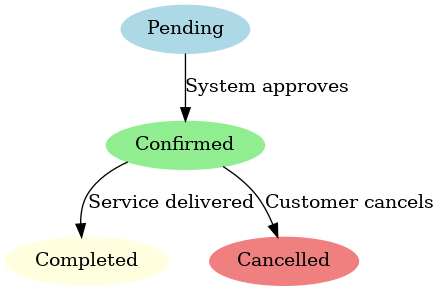 Pending
System approves
Confirmed
Service delivered
Customer cancels
Completed
Cancelled